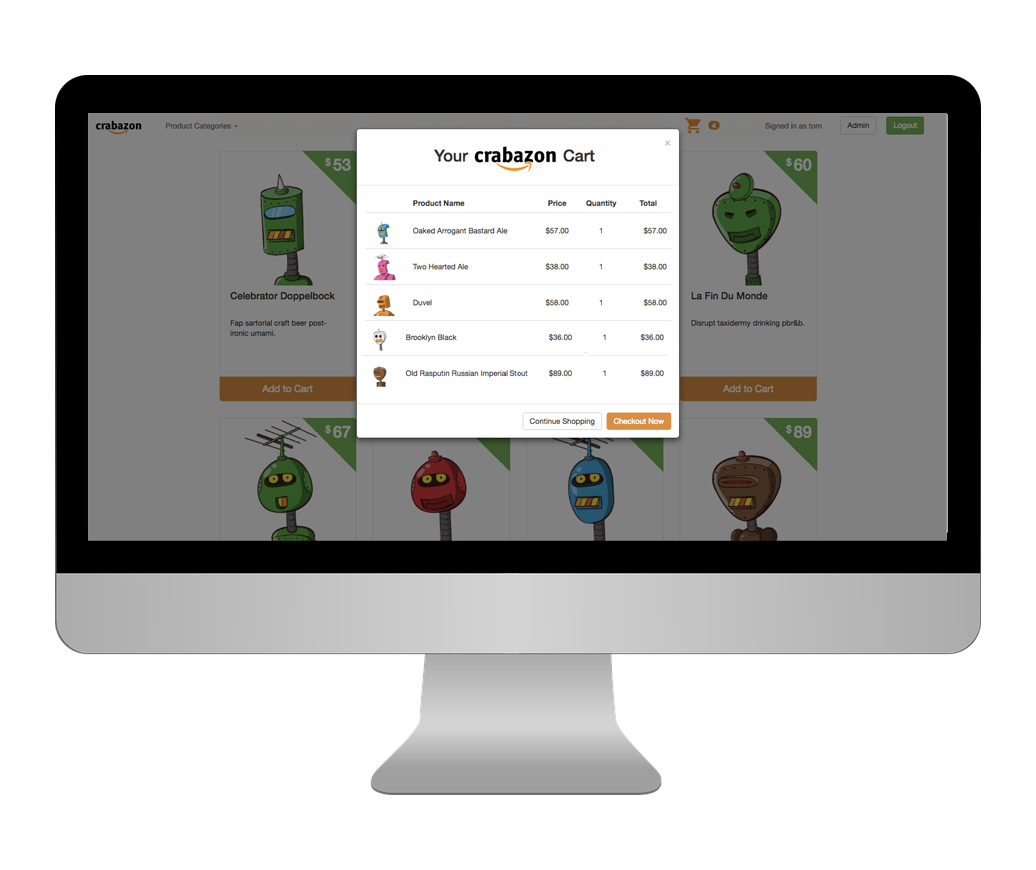 crabazon Product Categories 4 Signed in as tom Admin Logout
Your crabazon Cart ×
Product Name Price Quantity Total
Oaked Arrogant Bastard Ale $57.00 1 $57.00
Two Hearted Ale $38.00 1 $38.00
Duvel $58.00 1 $58.00
Brooklyn Black $36.00 1 $36.00
Old Rasputin Russian Imperial Stout $89.00 1 $89.00
Continue Shopping Checkout Now
$53
Celebrator Doppelbock
Fap sartorial craft beer post-
ironic umami.
Add to Cart
$60
La Fin Du Monde
Disrupt taxidermy drinking pbr&b.
Add to Cart
$67
$89